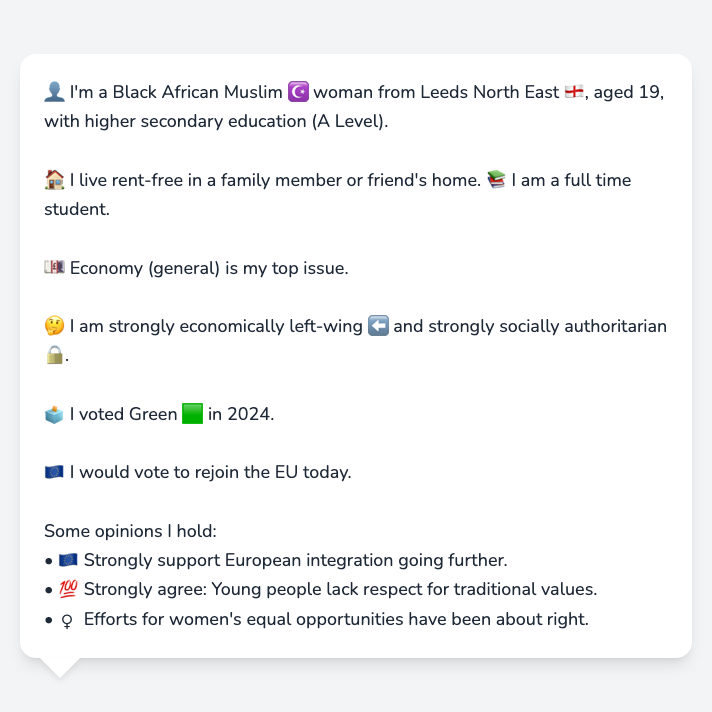 👤 I'm a Black African Muslim ☪️ woman from Leeds North East 🏴󠁧󠁢󠁥󠁮󠁧󠁿, aged 19,
with higher secondary education (A Level).
🏠 I live rent-free in a family member or friend's home. 📚 I am a full time
student.
💷 Economy (general) is my top issue.
🤔 I am strongly economically left-wing ⬅️ and strongly socially authoritarian
🔒.
🗳️ I voted Green 🟩 in 2024.
🇪🇺 I would vote to rejoin the EU today.
Some opinions I hold:
• 🇪🇺 Strongly support European integration going further.
• 💯 Strongly agree: Young people lack respect for traditional values.
• ♀ Efforts for women's equal opportunities have been about right.